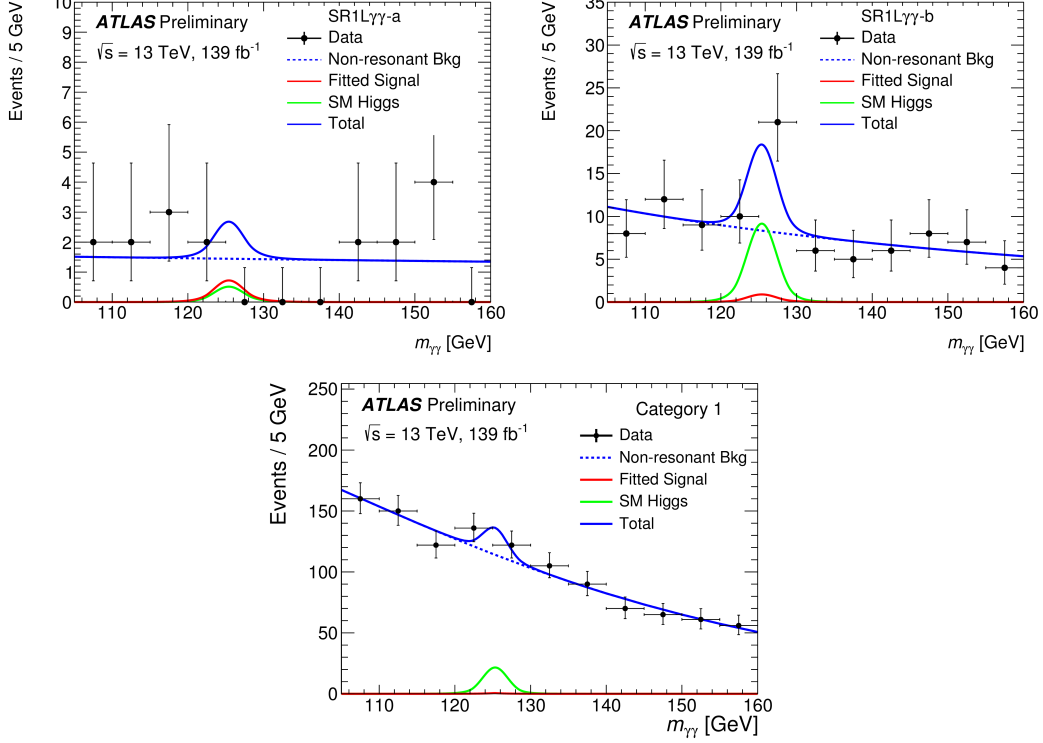 ATLAS Preliminary
√s = 13 TeV, 139 fb⁻¹
SR1Lγγ-a
Data
Non-resonant Bkg
Fitted Signal
SM Higgs
Total
Events / 5 GeV
10
9
8
7
6
5
4
3
2
1
0
110 120 130 140 150 160
mγγ [GeV]
ATLAS Preliminary
√s = 13 TeV, 139 fb⁻¹
SR1Lγγ-b
Data
Non-resonant Bkg
Fitted Signal
SM Higgs
Total
Events / 5 GeV
35
30
25
20
15
10
5
0
110 120 130 140 150 160
mγγ [GeV]
ATLAS Preliminary
√s = 13 TeV, 139 fb⁻¹
Category 1
Data
Non-resonant Bkg
Fitted Signal
SM Higgs
Total
Events / 5 GeV
250
200
150
100
50
0
110 120 130 140 150 160
mγγ [GeV]